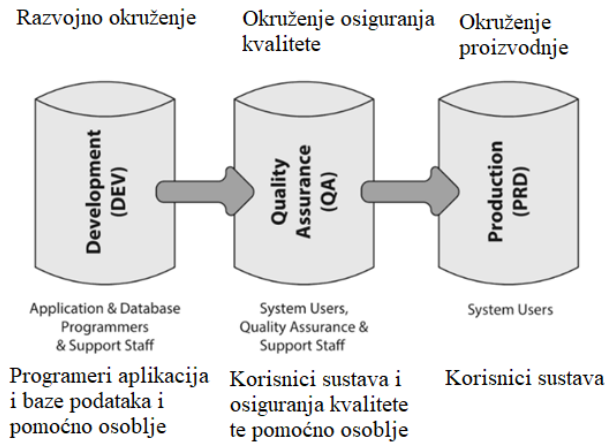 Razvojno okruženje
Okruženje osiguranja
kvalitete
Okruženje
proizvodnje
Development
(DEV)
Quality
Assurance
(QA)
Production
(PRD)
Application & Database
Programmers
& Support Staff
System Users,
Quality Assurance &
Support Staff
System Users
Programeri aplikacija
i baze podataka i
pomoćno osoblje
Korisnici sustava i
osiguranja kvalitete
te pomoćno osoblje
Korisnici sustava